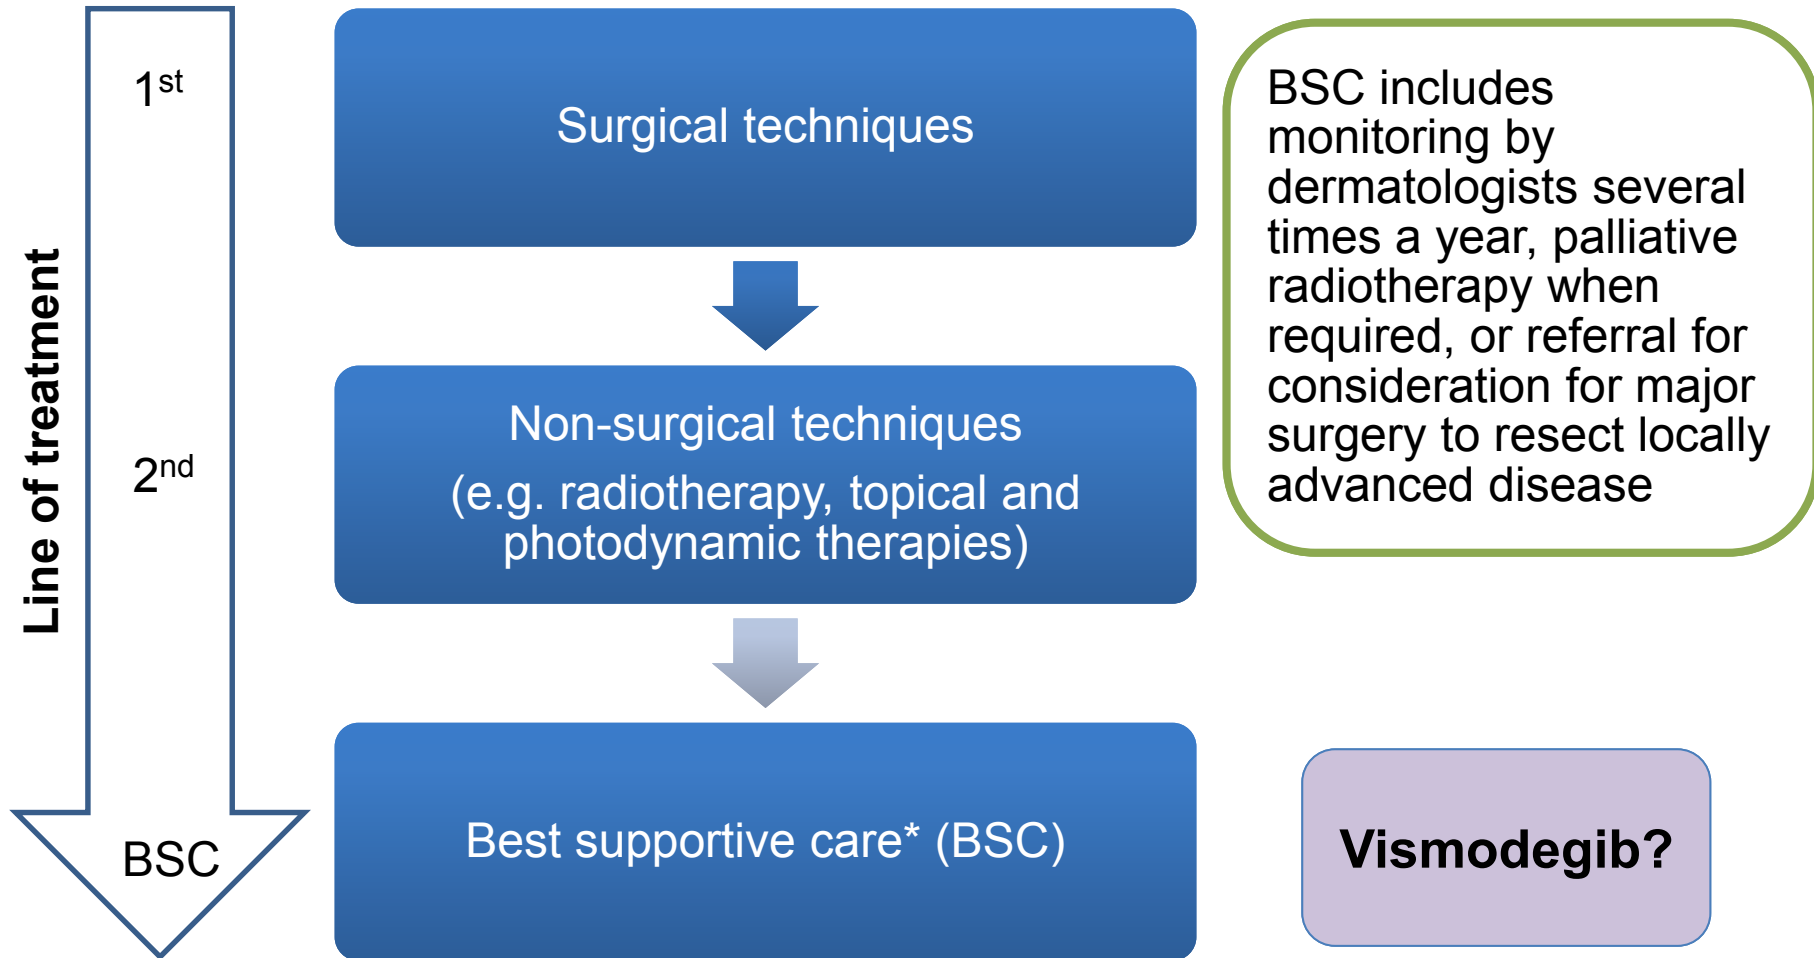 Line of treatment
1st
2nd
BSC
Surgical techniques
Non-surgical techniques
(e.g. radiotherapy, topical and
photodynamic therapies)
Best supportive care* (BSC)
BSC includes
monitoring by
dermatologists several
times a year, palliative
radiotherapy when
required, or referral for
consideration for major
surgery to resect locally
advanced disease
Vismodegib?